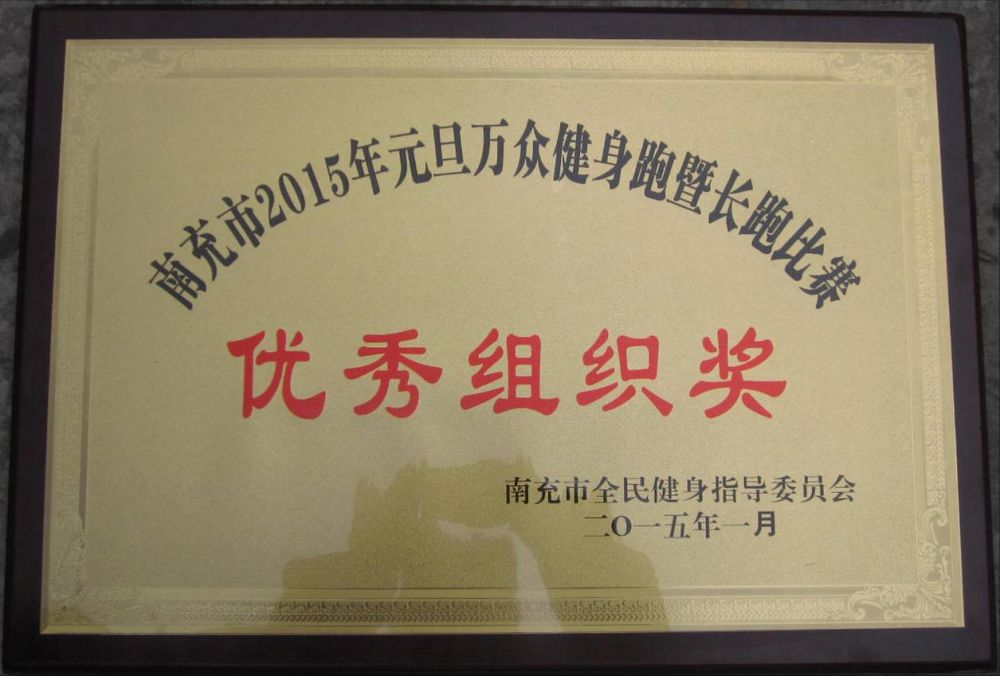 南充市2015年元旦万众健身跑暨长跑比赛
优秀组织奖
南充市全民健身指导委员会
二O一五年一月